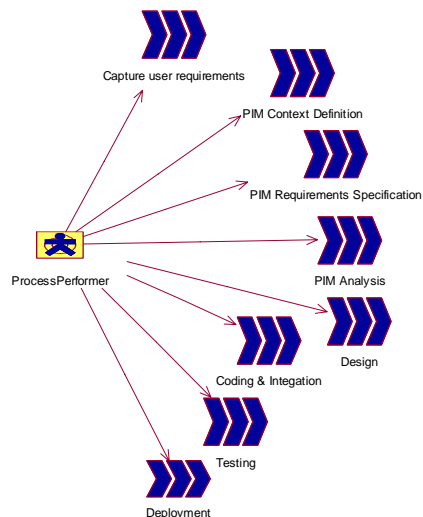 Capture user requirements
PIM Context Definition
PIM Requirements Specification
ProcessPerformer
PIM Analysis
Design
Coding & Integation
Testing
Deployment